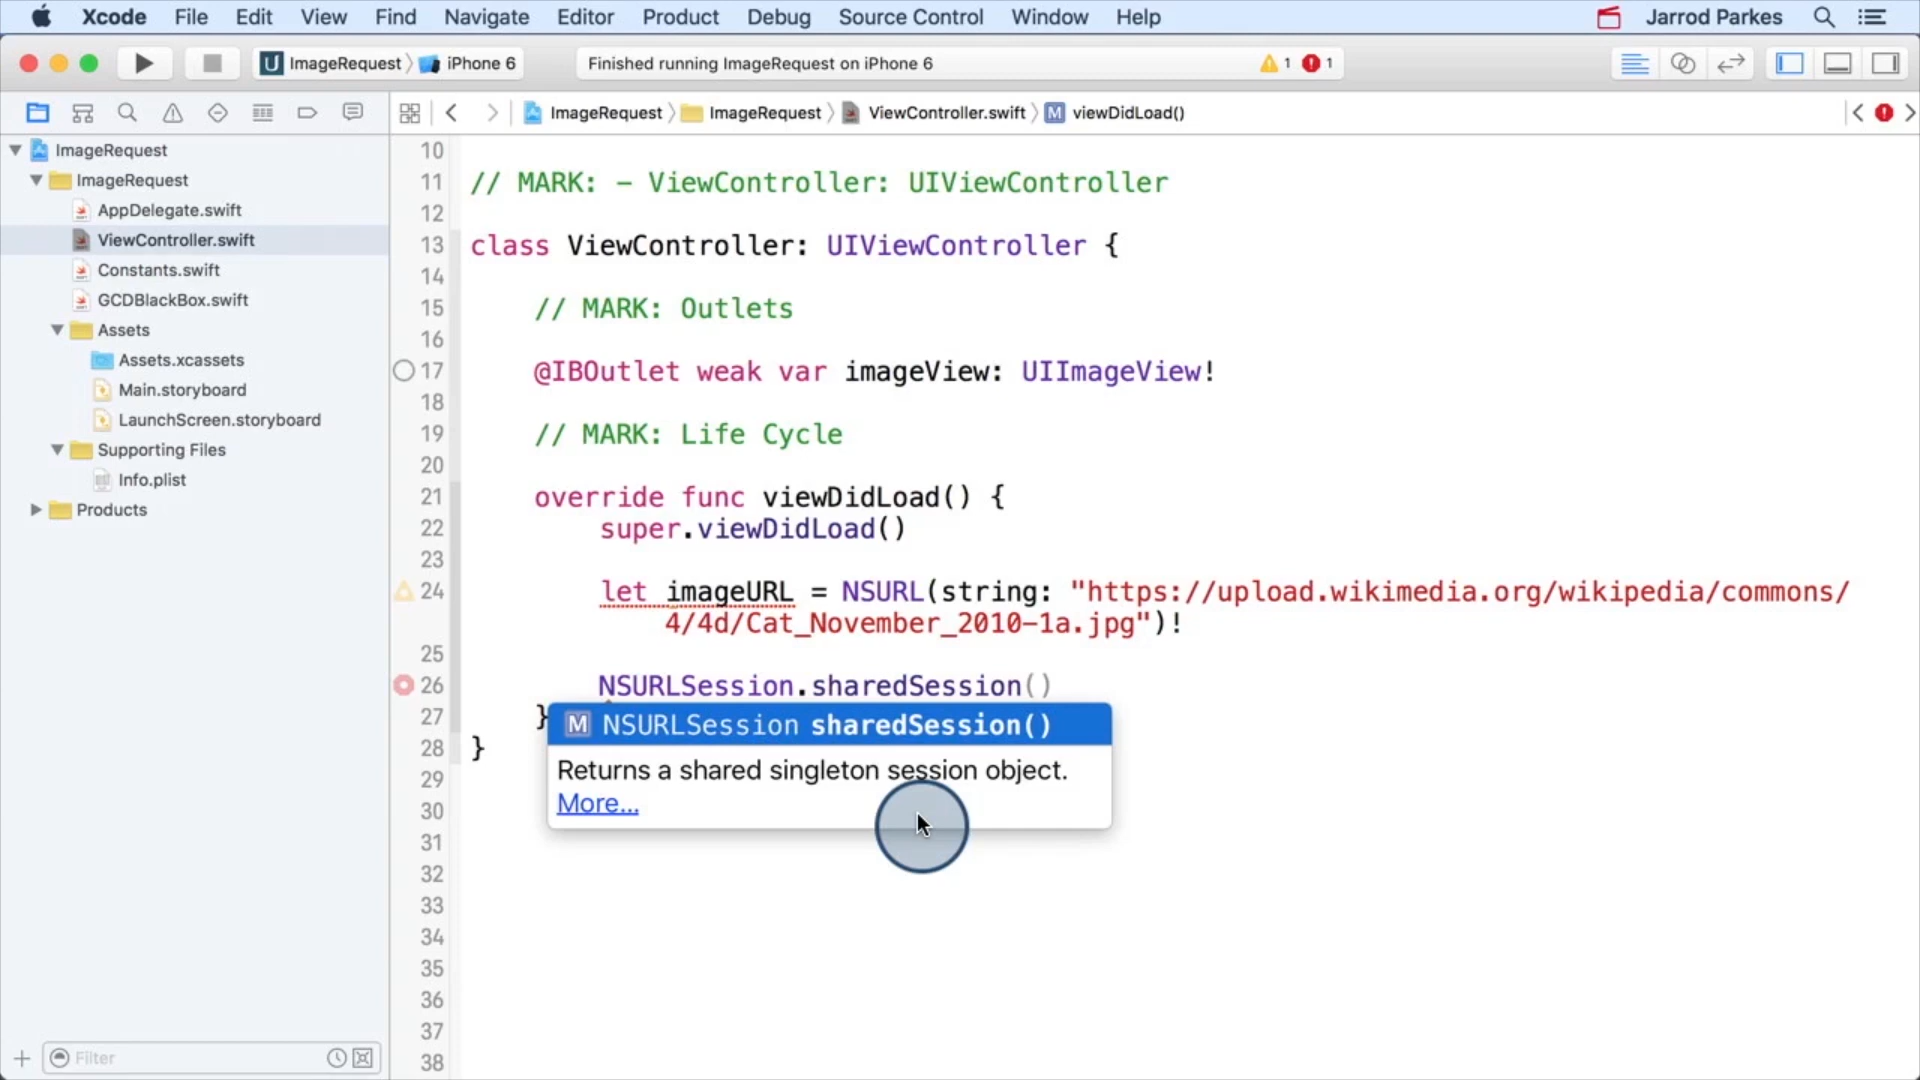 Xcode File Edit View Find Navigate Editor Product Debug Source Control Window Help Jarrod Parkes
ImageRequest iPhone 6 Finished running ImageRequest on iPhone 6 1 1
ImageRequest ImageRequest ViewController.swift M viewDidLoad()
ImageRequest
ImageRequest
AppDelegate.swift
ViewController.swift
Constants.swift
GCDBlackBox.swift
Assets
Assets.xcassets
Main.storyboard
LaunchScreen.storyboard
Supporting Files
Info.plist
Products
Filter
10
11 // MARK: - ViewController: UIViewController
12
13 class ViewController: UIViewController {
14
15 // MARK: Outlets
16
17 @IBOutlet weak var imageView: UIImageView!
18
19 // MARK: Life Cycle
20
21 override func viewDidLoad() {
22 super.viewDidLoad()
23
24 let imageURL = NSURL(string: "https://upload.wikimedia.org/wikipedia/commons/
4/4d/Cat_November_2010-1a.jpg")!
25
26 NSURLSession.sharedSession()
27 }
M NSURLSession sharedSession()
28 }
Returns a shared singleton session object.
More...
29
30
31
32
33
34
35
36
37
38